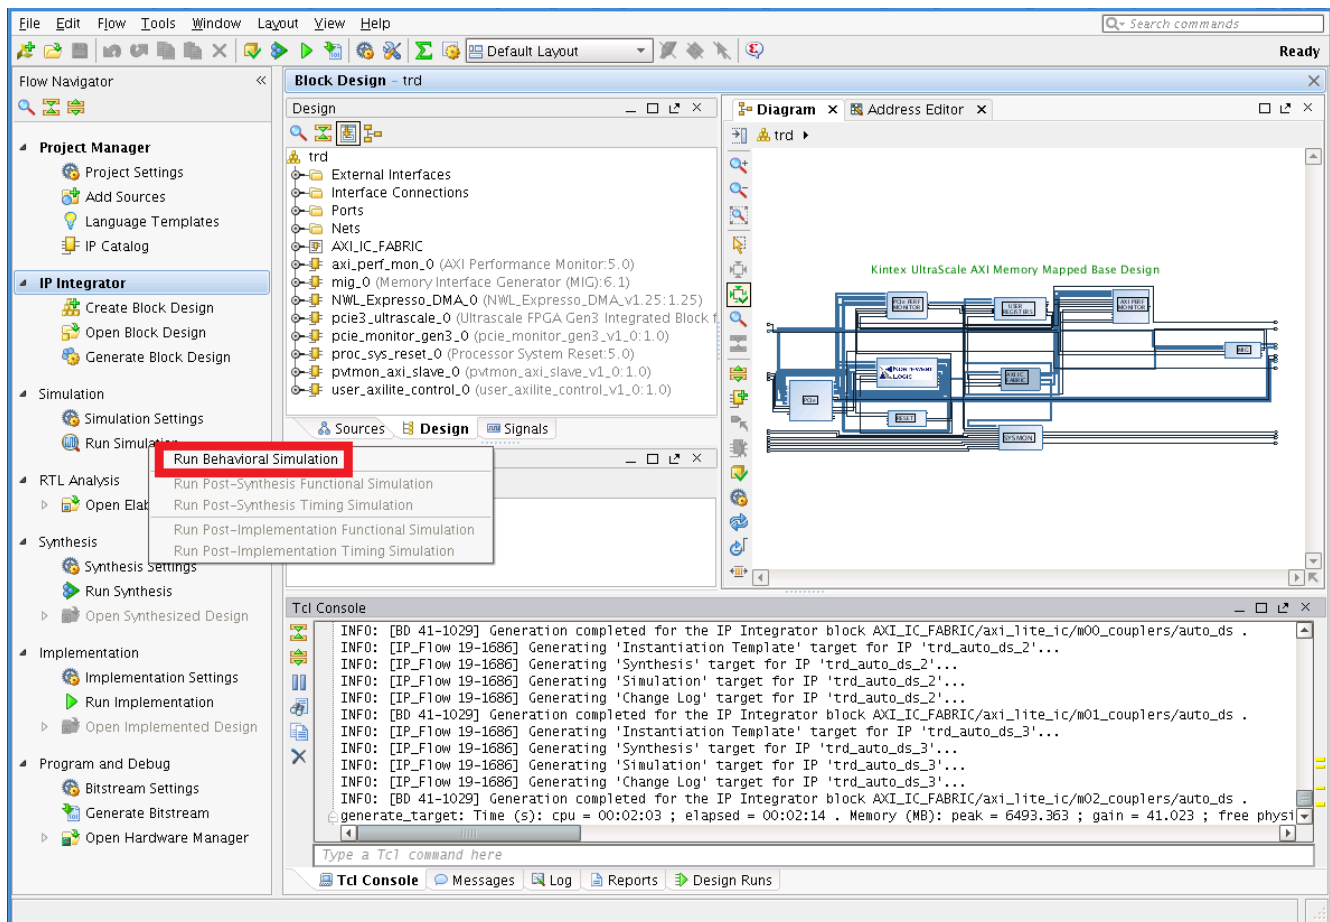 File Edit Flow Tools Window Layout View Help
Search commands
Default Layout
Ready
Flow Navigator
Project Manager
Project Settings
Add Sources
Language Templates
IP Catalog
IP Integrator
Create Block Design
Open Block Design
Generate Block Design
Simulation
Simulation Settings
Run Simulation
RTL Analysis
Open Elab
Synthesis
Synthesis Settings
Run Synthesis
Open Synthesized Design
Implementation
Implementation Settings
Run Implementation
Open Implemented Design
Program and Debug
Bitstream Settings
Generate Bitstream
Open Hardware Manager
Run Behavioral Simulation
Run Post-Synthesis Functional Simulation
Run Post-Synthesis Timing Simulation
Run Post-Implementation Functional Simulation
Run Post-Implementation Timing Simulation
Block Design - trd
Design
trd
External Interfaces
Interface Connections
Ports
Nets
AXI_IC_FABRIC
axi_perf_mon_0 (AXI Performance Monitor:5.0)
mig_0 (Memory Interface Generator (MIG):6.1)
NWL_Expresso_DMA_0 (NWL_Expresso_DMA_v1.25:1.25)
pcie3_ultrascale_0 (Ultrascale FPGA Gen3 Integrated Block f
pcie_monitor_gen3_0 (pcie_monitor_gen3_v1_0:1.0)
proc_sys_reset_0 (Processor System Reset:5.0)
pvtmon_axi_slave_0 (pvtmon_axi_slave_v1_0:1.0)
user_axilite_control_0 (user_axilite_control_v1_0:1.0)
Sources Design Signals
Diagram Address Editor
trd
Kintex UltraScale AXI Memory Mapped Base Design
PCIe PERF
MONITOR
USER
REGISTERS
AXI PERF
MONITOR
MIG
NORTHWEST
LOGIC
AXI IC
FABRIC
PCIe
RESET
SYSMON
Tcl Console
INFO: [BD 41-1029] Generation completed for the IP Integrator block AXI_IC_FABRIC/axi_lite_ic/m00_couplers/auto_ds .
INFO: [IP_Flow 19-1686] Generating 'Instantiation Template' target for IP 'trd_auto_ds_2'...
INFO: [IP_Flow 19-1686] Generating 'Synthesis' target for IP 'trd_auto_ds_2'...
INFO: [IP_Flow 19-1686] Generating 'Simulation' target for IP 'trd_auto_ds_2'...
INFO: [IP_Flow 19-1686] Generating 'Change Log' target for IP 'trd_auto_ds_2'...
INFO: [BD 41-1029] Generation completed for the IP Integrator block AXI_IC_FABRIC/axi_lite_ic/m01_couplers/auto_ds .
INFO: [IP_Flow 19-1686] Generating 'Instantiation Template' target for IP 'trd_auto_ds_3'...
INFO: [IP_Flow 19-1686] Generating 'Synthesis' target for IP 'trd_auto_ds_3'...
INFO: [IP_Flow 19-1686] Generating 'Simulation' target for IP 'trd_auto_ds_3'...
INFO: [IP_Flow 19-1686] Generating 'Change Log' target for IP 'trd_auto_ds_3'...
INFO: [BD 41-1029] Generation completed for the IP Integrator block AXI_IC_FABRIC/axi_lite_ic/m02_couplers/auto_ds .
generate_target: Time (s): cpu = 00:02:03 ; elapsed = 00:02:14 . Memory (MB): peak = 6493.363 ; gain = 41.023 ; free physi
Type a Tcl command here
Tcl Console Messages Log Reports Design Runs